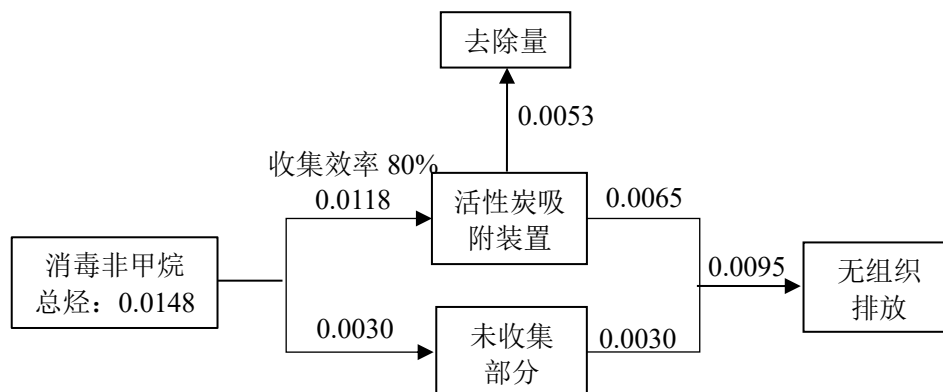 去除量
0.0053
收集效率 80%
0.0118
活性炭吸
附装置
0.0065
消毒非甲烷
总烃：0.0148
0.0095
无组织
排放
0.0030
未收集
部分
0.0030